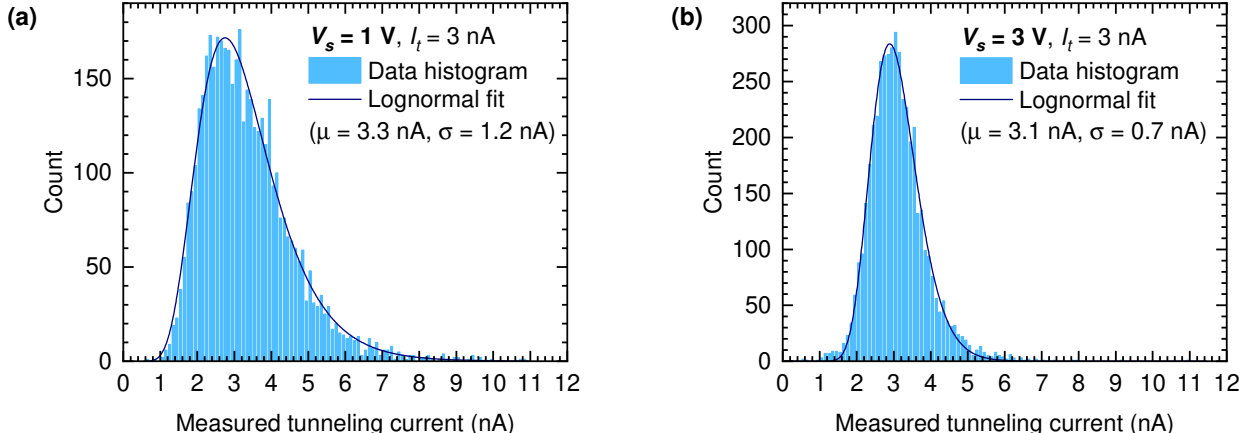 (a)
V_s = 1 V, I_t = 3 nA
Data histogram
Lognormal fit
(μ = 3.3 nA, σ = 1.2 nA)
Count
150
100
50
0
0 1 2 3 4 5 6 7 8 9 10 11 12
Measured tunneling current (nA)
(b)
V_s = 3 V, I_t = 3 nA
Data histogram
Lognormal fit
(μ = 3.1 nA, σ = 0.7 nA)
Count
300
250
200
150
100
50
0
0 1 2 3 4 5 6 7 8 9 10 11 12
Measured tunneling current (nA)